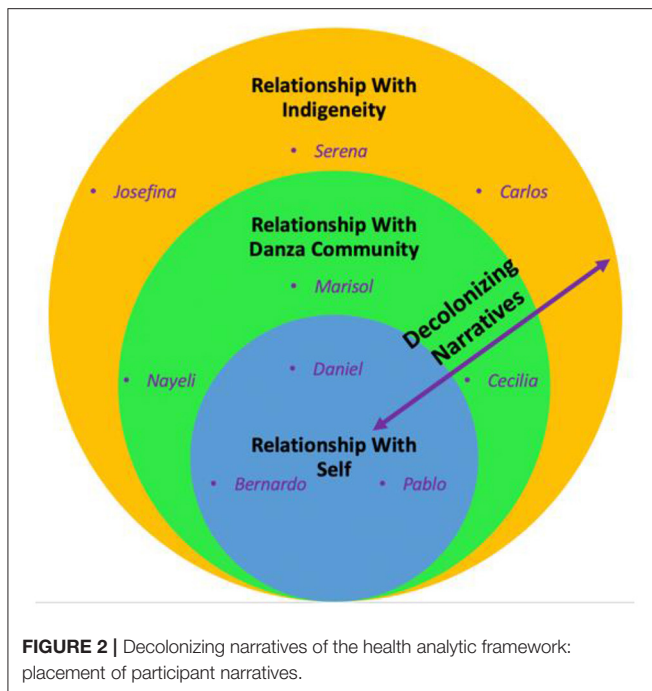 Relationship With
Indigeneity
• Serena
• Josefina
• Carlos
Relationship With
Danza Community
• Marisol
Decolonizing
Narratives
• Daniel
• Nayeli
• Cecilia
Relationship With
Self
• Bernardo
• Pablo
FIGURE 2 | Decolonizing narratives of the health analytic framework:
placement of participant narratives.